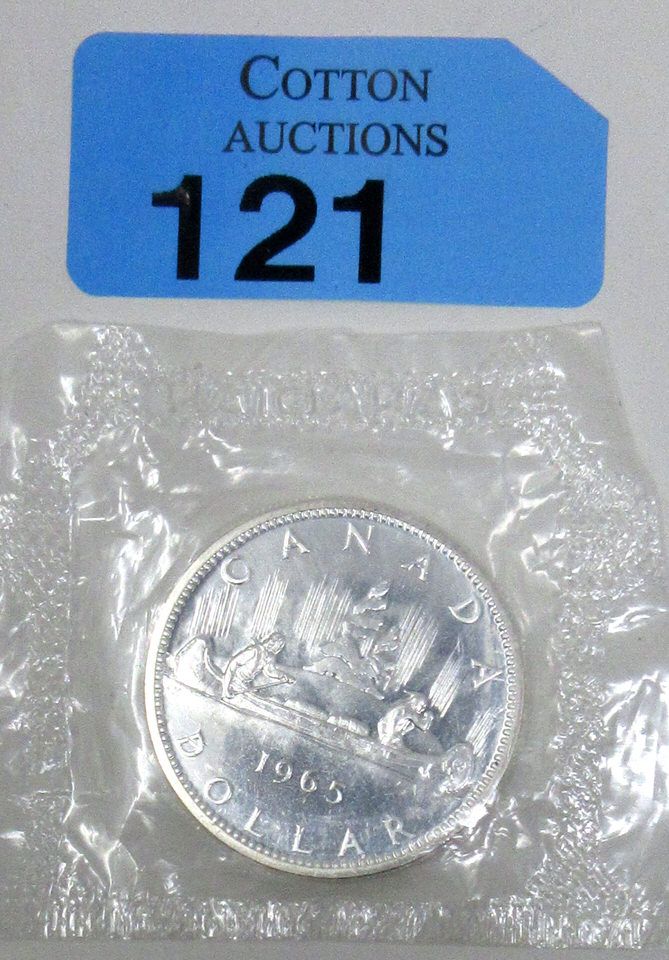 COTTON
AUCTIONS
121
CANADA
1965
DOLLAR